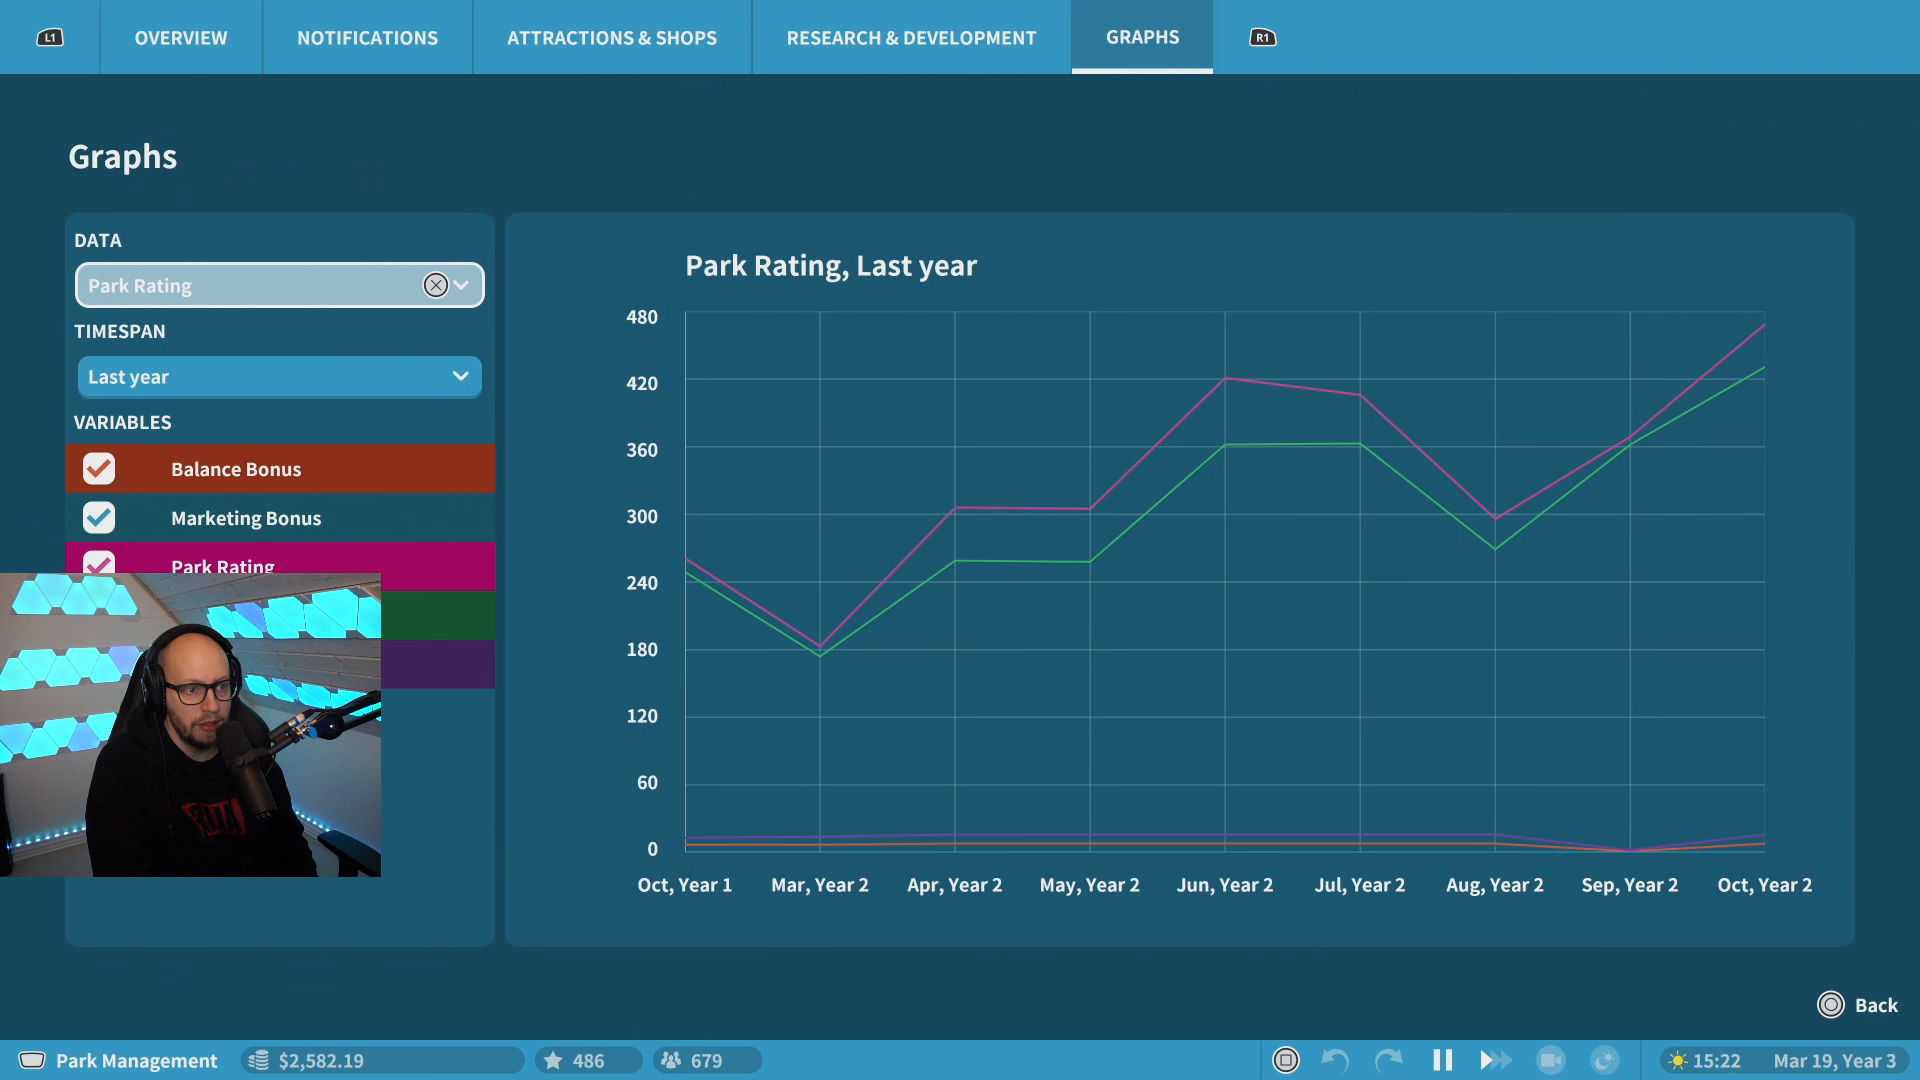 L1
OVERVIEW
NOTIFICATIONS
ATTRACTIONS & SHOPS
RESEARCH & DEVELOPMENT
GRAPHS
R1
Graphs
DATA
Park Rating
TIMESPAN
Last year
VARIABLES
Balance Bonus
Marketing Bonus
Park Rating
Park Rating, Last year
480
420
360
300
240
180
120
60
0
Oct, Year 1
Mar, Year 2
Apr, Year 2
May, Year 2
Jun, Year 2
Jul, Year 2
Aug, Year 2
Sep, Year 2
Oct, Year 2
Back
Park Management
$2,582.19
486
679
15:22
Mar 19, Year 3